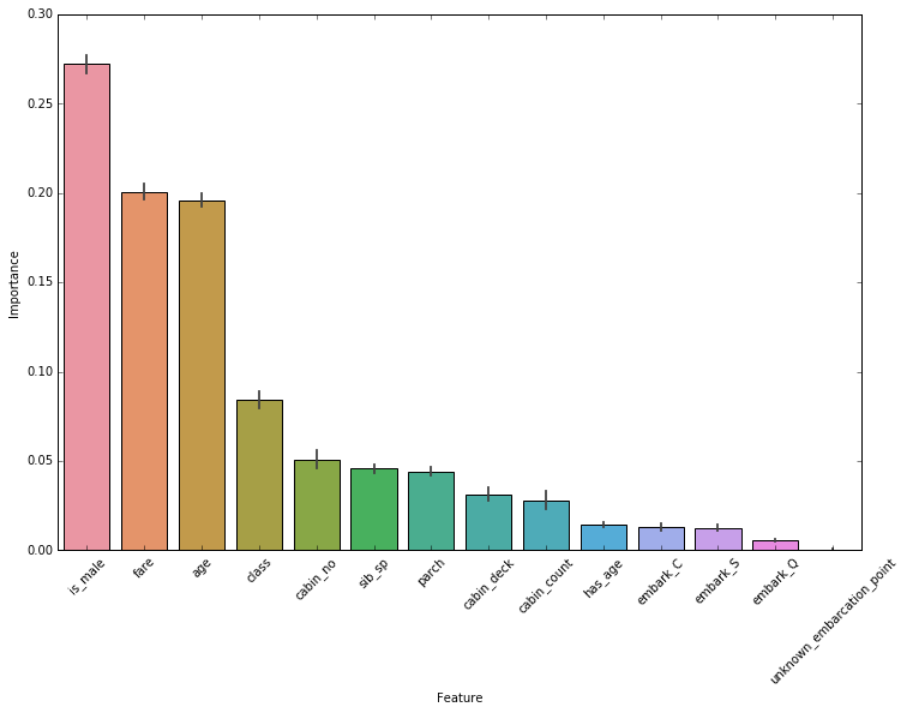 0.30
0.25
0.20
0.15
0.10
0.05
0.00
Importance
is_male
fare
age
class
cabin_no
sib_sp
parch
cabin_deck
cabin_count
has_age
embark_C
embark_S
embark_Q
unknown_embarcation_point
Feature